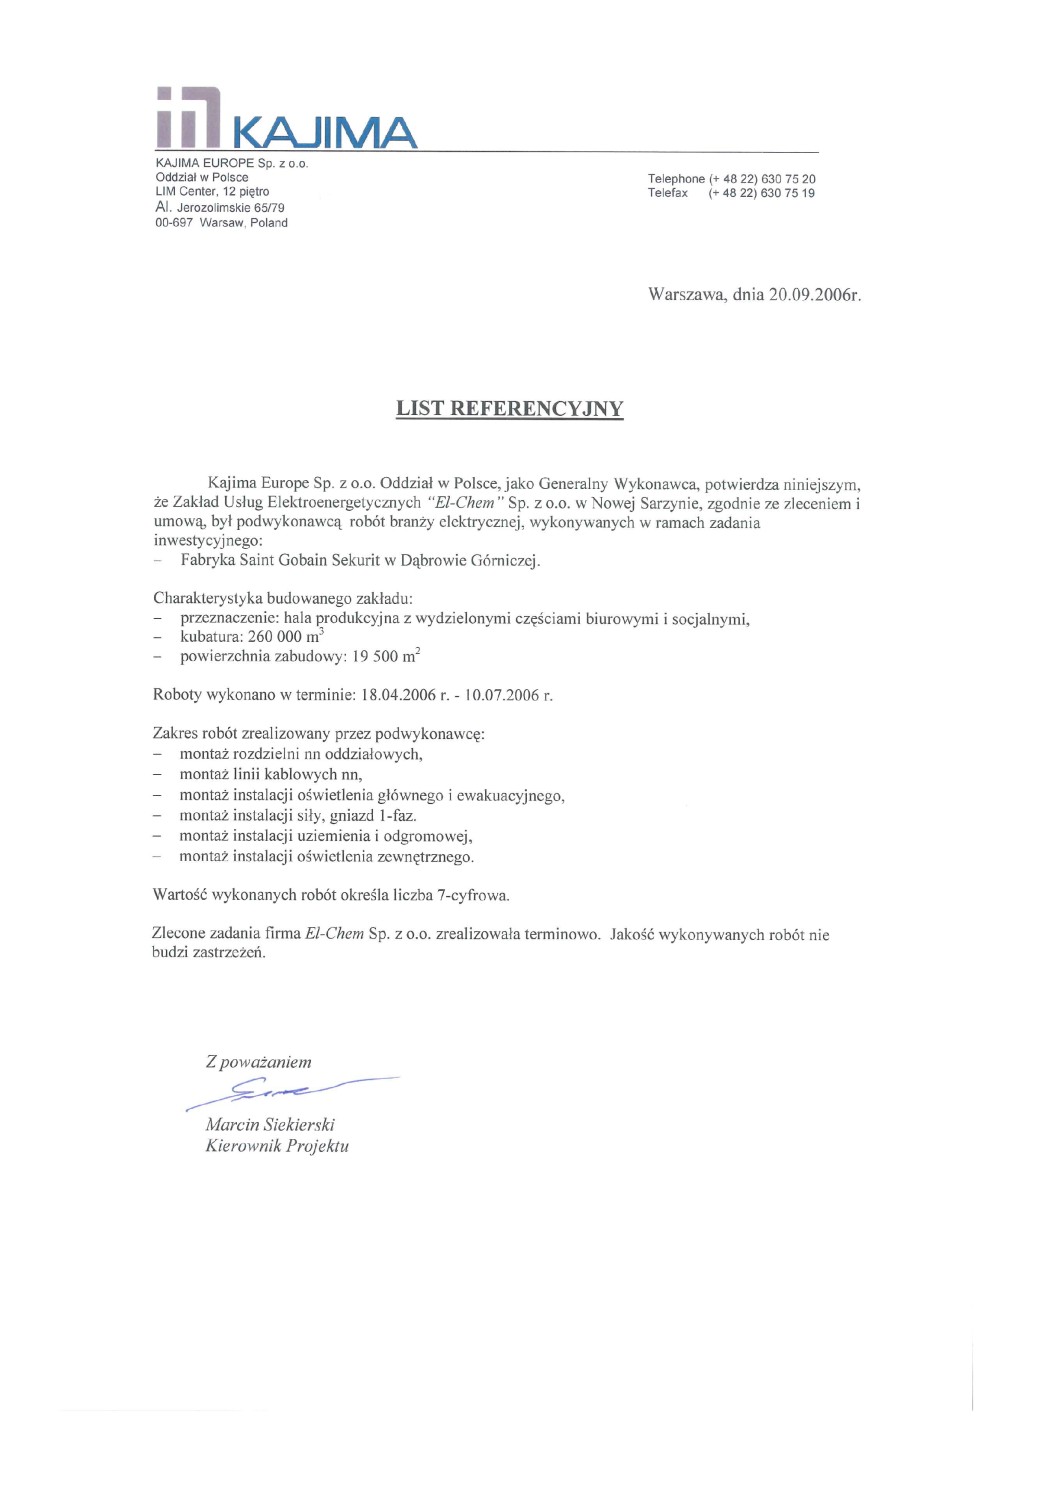 KAJIMA
KAJIMA EUROPE Sp. z o.o.
Oddział w Polsce
LIM Center, 12 piętro
Al. Jerozolimskie 65/79
00-697 Warsaw, Poland
Telephone (+ 48 22) 630 75 20
Telefax (+ 48 22) 630 75 19
Warszawa, dnia 20.09.2006r.
LIST REFERENCYJNY
Kajima Europe Sp. z o.o. Oddział w Polsce, jako Generalny Wykonawca, potwierdza niniejszym,
że Zakład Usług Elektroenergetycznych "El-Chem" Sp. z o.o. w Nowej Sarzynie, zgodnie ze zleceniem i
umową, był podwykonawcą robót branży elektrycznej, wykonywanych w ramach zadania
inwestycyjnego:
– Fabryka Saint Gobain Sekurit w Dąbrowie Górniczej.
Charakterystyka budowanego zakładu:
– przeznaczenie: hala produkcyjna z wydzielonymi częściami biurowymi i socjalnymi,
– kubatura: 260 000 m³
– powierzchnia zabudowy: 19 500 m²
Roboty wykonano w terminie: 18.04.2006 r. - 10.07.2006 r.
Zakres robót zrealizowany przez podwykonawcę:
– montaż rozdzielni nn oddziałowych,
– montaż linii kablowych nn,
– montaż instalacji oświetlenia głównego i ewakuacyjnego,
– montaż instalacji siły, gniazd 1-faz.
– montaż instalacji uziemienia i odgromowej,
– montaż instalacji oświetlenia zewnętrznego.
Wartość wykonanych robót określa liczba 7-cyfrowa.
Zlecone zadania firma El-Chem Sp. z o.o. zrealizowała terminowo. Jakość wykonywanych robót nie
budzi zastrzeżeń.
Z poważaniem
Marcin Siekierski
Kierownik Projektu